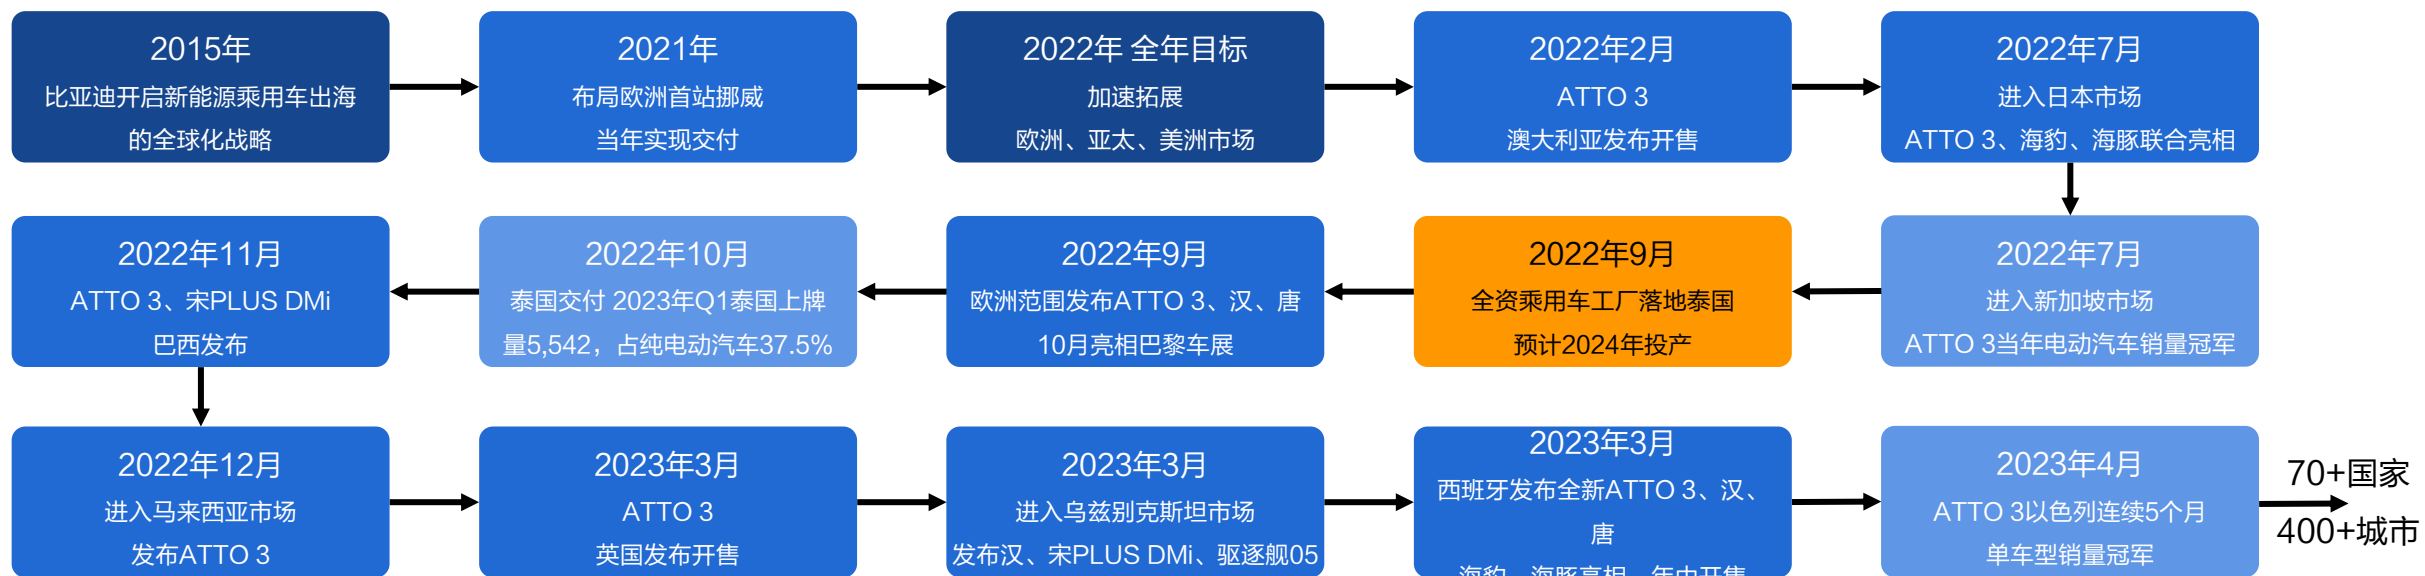 2015年
比亚迪开启新能源乘用车出海
的全球化战略
2021年
布局欧洲首站挪威
当年实现交付
2022年 全年目标
加速拓展
欧洲、亚太、美洲市场
2022年2月
ATTO 3
澳大利亚发布开售
2022年7月
进入日本市场
ATTO 3、海豹、海豚联合亮相
2022年7月
进入新加坡市场
ATTO 3当年电动汽车销量冠军
2022年9月
全资乘用车工厂落地泰国
预计2024年投产
2022年9月
欧洲范围发布ATTO 3、汉、唐
10月亮相巴黎车展
2022年10月
泰国交付 2023年Q1泰国上牌
量5,542，占纯电动汽车37.5%
2022年11月
ATTO 3、宋PLUS DMi
巴西发布
2022年12月
进入马来西亚市场
发布ATTO 3
2023年3月
ATTO 3
英国发布开售
2023年3月
进入乌兹别克斯坦市场
发布汉、宋PLUS DMi、驱逐舰05
2023年3月
西班牙发布全新ATTO 3、汉、
唐
海豹、海豚亮相，年内开售
2023年4月
ATTO 3以色列连续5个月
单车型销量冠军
70+国家
400+城市